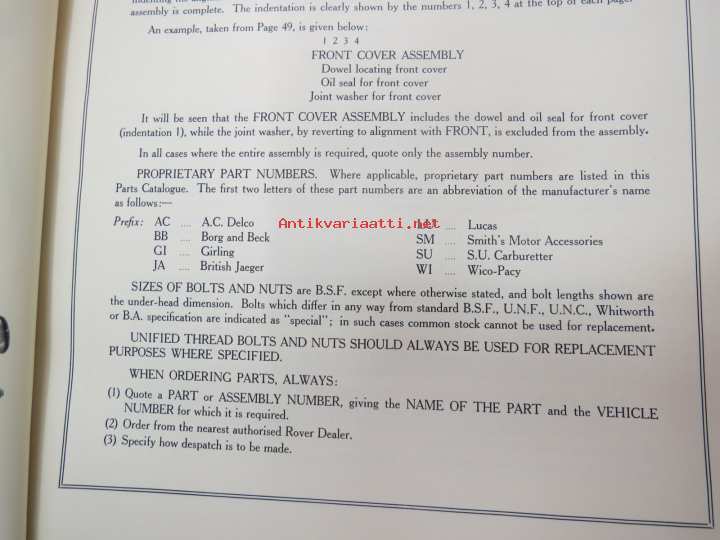 assembly is complete. The indentation is clearly shown by the numbers 1, 2, 3, 4 at the top of each page.
An example, taken from Page 49, is given below:
1 2 3 4
FRONT COVER ASSEMBLY
Dowel locating front cover
Oil seal for front cover
Joint washer for front cover
It will be seen that the FRONT COVER ASSEMBLY includes the dowel and oil seal for front cover
(indentation 1), while the joint washer, by reverting to alignment with FRONT, is excluded from the assembly.
In all cases where the entire assembly is required, quote only the assembly number.
PROPRIETARY PART NUMBERS. Where applicable, proprietary part numbers are listed in this
Parts Catalogue. The first two letters of these part numbers are an abbreviation of the manufacturer's name
as follows:—
Prefix: AC .... A.C. Delco
BB .... Borg and Beck
GI .... Girling
JA .... British Jaeger
Lucas
SM .... Smith's Motor Accessories
SU .... S.U. Carburetter
WI .... Wico-Pacy
Antikvariaatti.net
SIZES OF BOLTS AND NUTS are B.S.F. except where otherwise stated, and bolt lengths shown are
the under-head dimension. Bolts which differ in any way from standard B.S.F., U.N.F., U.N.C., Whitworth
or B.A. specification are indicated as "special"; in such cases common stock cannot be used for replacement.
UNIFIED THREAD BOLTS AND NUTS SHOULD ALWAYS BE USED FOR REPLACEMENT
PURPOSES WHERE SPECIFIED.
WHEN ORDERING PARTS, ALWAYS:
(1) Quote a PART or ASSEMBLY NUMBER, giving the NAME OF THE PART and the VEHICLE
NUMBER for which it is required.
(2) Order from the nearest authorised Rover Dealer.
(3) Specify how despatch is to be made.